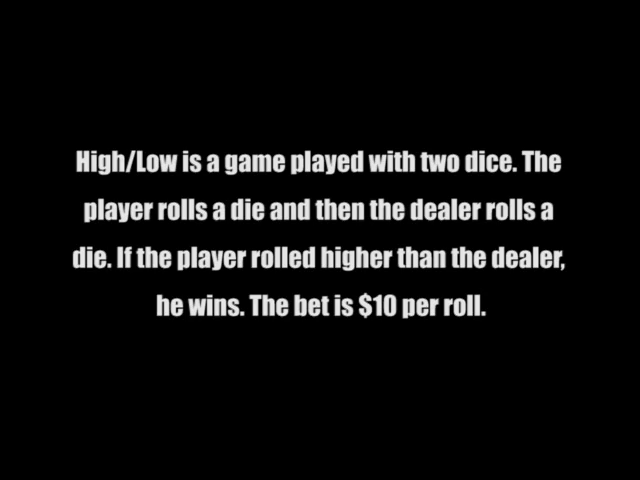 High/Low is a game played with two dice. The
player rolls a die and then the dealer rolls a
die. If the player rolled higher than the dealer,
he wins. The bet is $10 per roll.